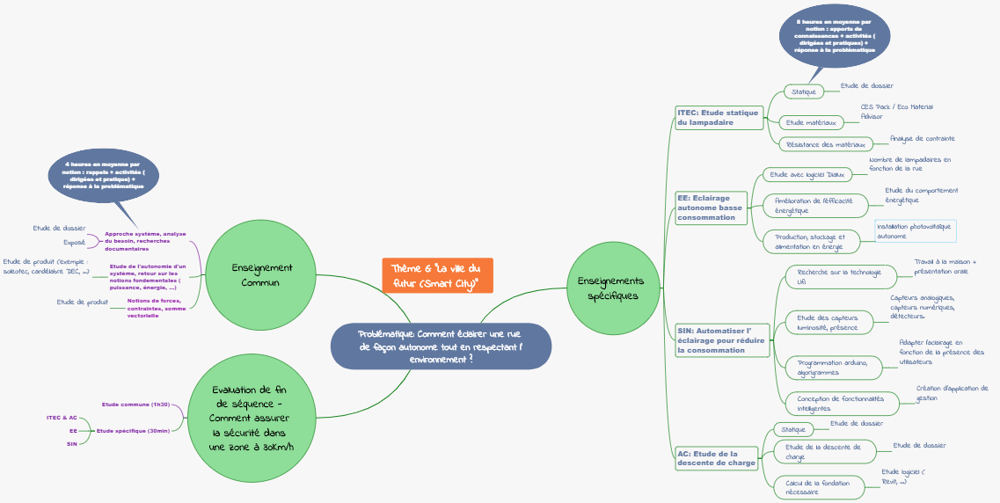 Thème 6 "La ville du
futur (Smart City)"
Problématique: Comment éclairer une rue
de façon autonome tout en respectant l'
environnement ?
Enseignement
Commun
4 heures en moyenne par
notion : rappels + activités (
dirigées et pratique) +
réponse à la problématique
Approche système, analyse
du besoin, recherches
documentaires
Etude de dossier
Exposé
Etude de l'autonomie d'un
système, retour sur les
notions fondementales (
puissance, énergie, ...)
Etude de produit (exemple :
soleotec, candélabre DEC, ...)
Notions de forces,
contraintes, somme
vectorielle
Etude de produit
Evaluation de fin
de séquence -
Comment assurer
la sécurité dans
une zone à 30Km/h
Etude commune (1h30)
Etude spécifique (30min)
ITEC & AC
EE
SIN
Enseignements
spécifiques
8 heures en moyenne par
notion : apports de
connaissances + activités (
dirigées et pratiques) +
réponse à la problématique
ITEC: Etude statique
du lampadaire
Statique
Etude de dossier
Etude matériaux
CES Pack / Eco Material
Advisor
Résistance des matériaux
Analyse de contrainte
EE: Eclairage
autonome basse
consommation
Etude avec logiciel Dialux
Nombre de lampadaires en
fonction de la rue
Amélioration de l'éfficacité
énergétique
Etude du comportement
énergétique
Production, stockage et
alimentation en énergie
Installation photovoltaïque
autonome
SIN: Automatiser l'
éclairage pour réduire
la consommation
Recherche sur la technologie
Lifi
Travail à la maison +
présentation orale
Etude des capteurs
luminosité, présence
Capteurs analogiques,
capteurs numériques,
détecteurs.
Programmation arduino,
algorigrammes
Adapter l'aclairage en
fonction de la présence des
utilisateurs
Conception de fonctionnalités
intelligentes
Création d'application de
gestion
AC: Etude de la
descente de charge
Statique
Etude de dossier
Etude de la descente de
charge
Etude de dossier
Calcul de la fondation
nécessaire
Etude logiciel (
Revit, ...)